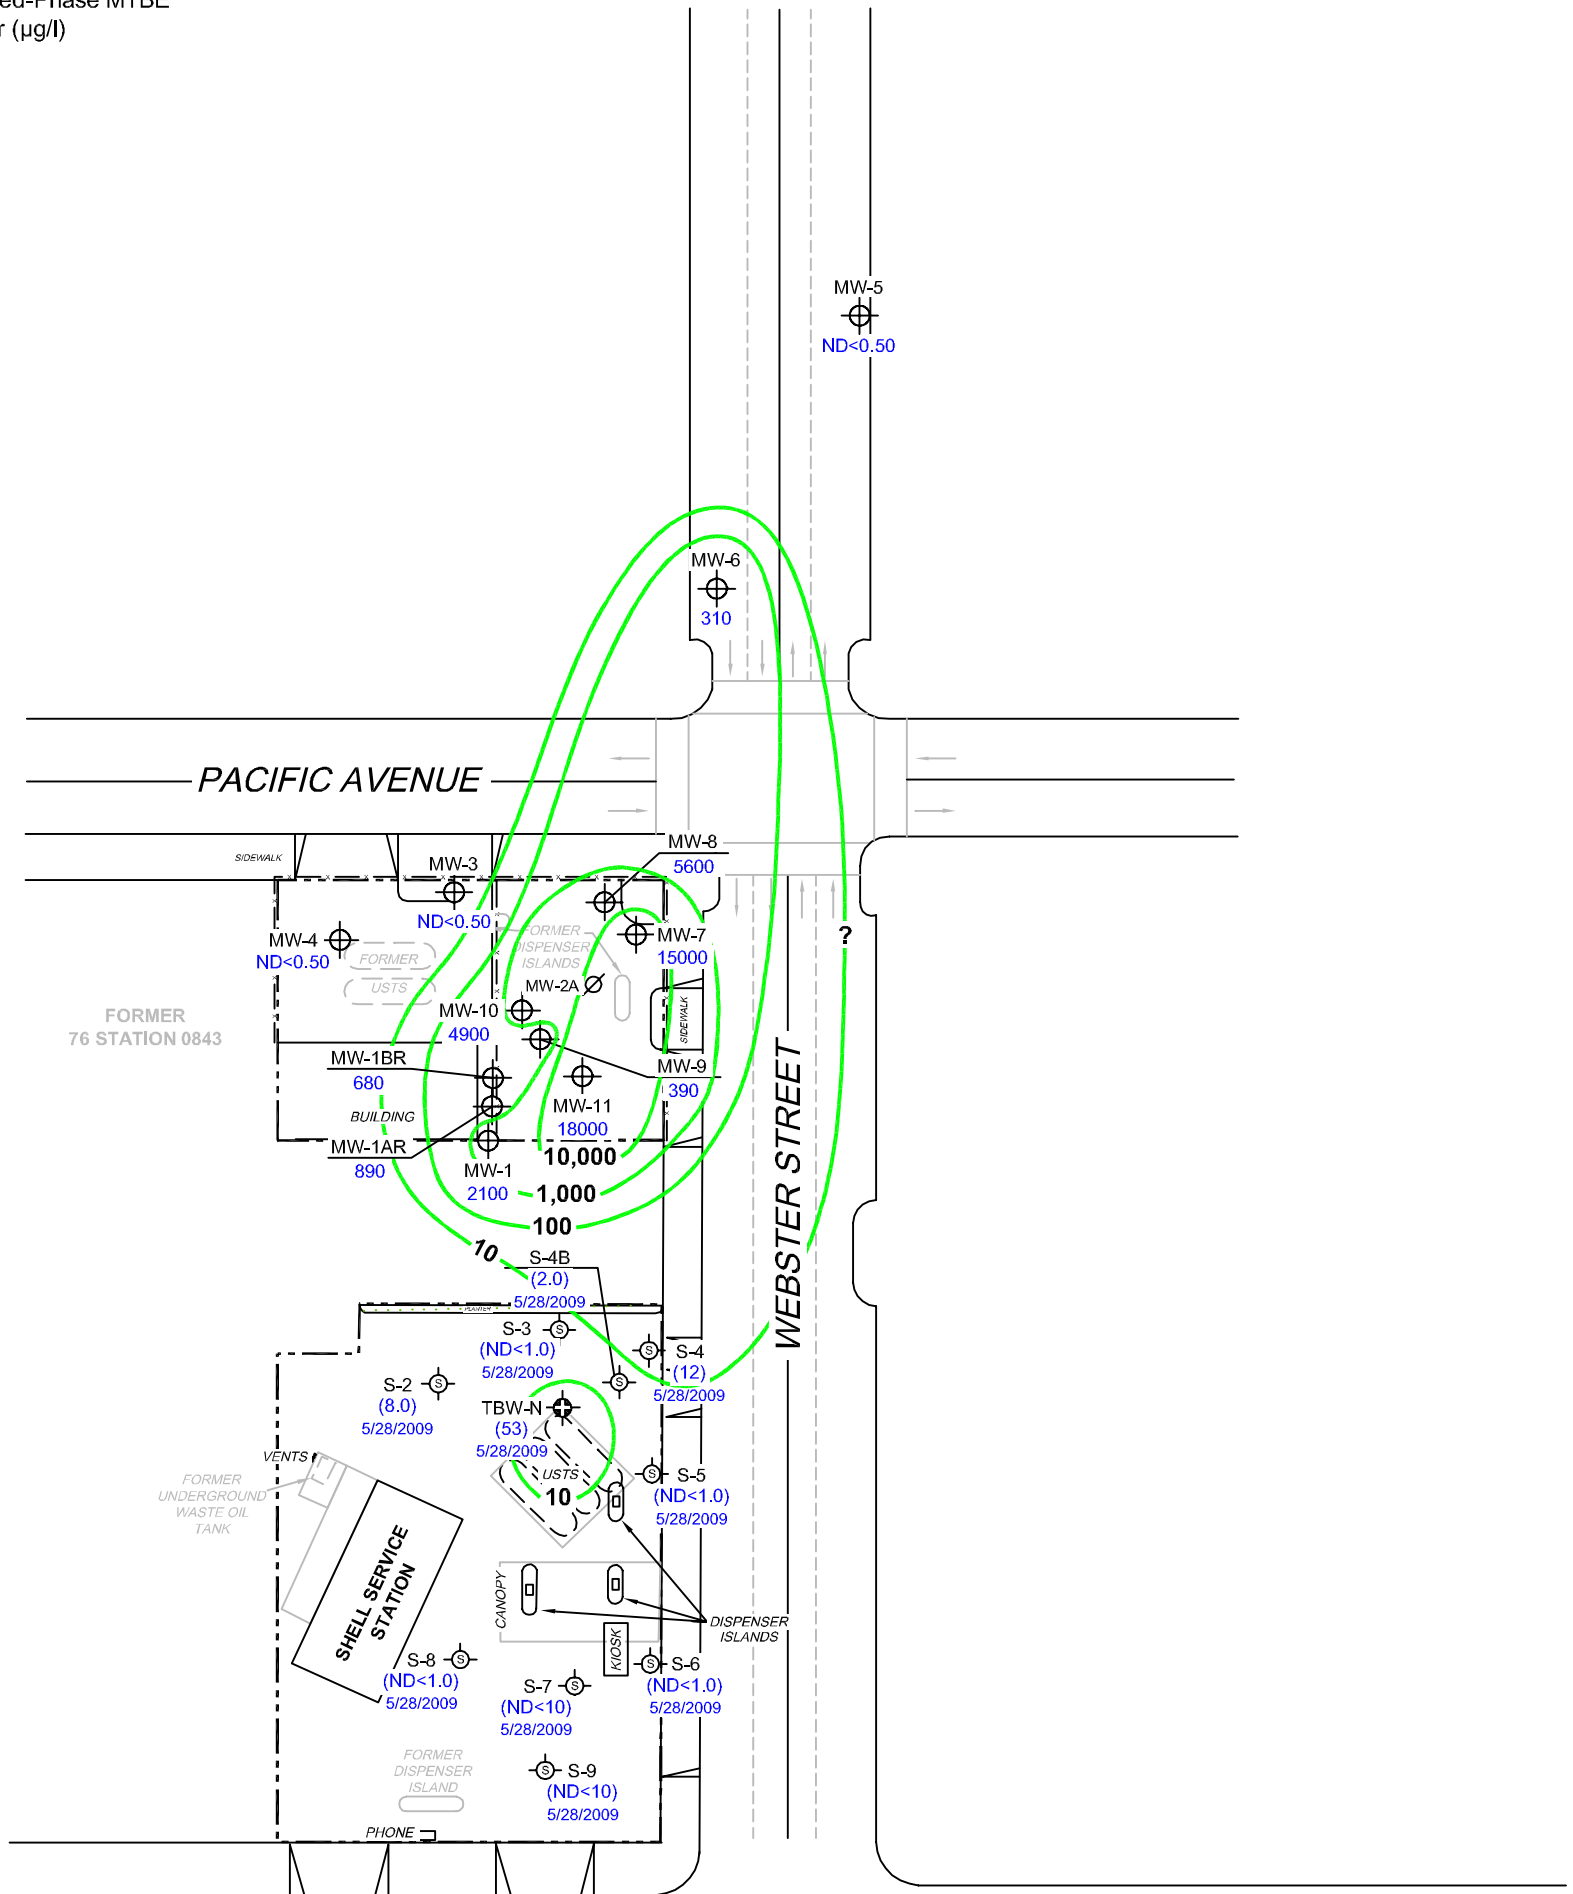 r (µg/l)
MW-5
ND<0.50
MW-6
310
PACIFIC AVENUE
SIDEWALK
MW-3
ND<0.50
MW-8
5600
MW-4
ND<0.50
FORMER
USTS
FORMER
DISPENSER
ISLANDS
MW-7
15000
?
MW-2A
MW-10
4900
SIDEWALK
FORMER
76 STATION 0843
MW-1BR
680
MW-9
390
BUILDING
MW-11
18000
MW-1AR
890
MW-1
2100
10,000
1,000
100
10
WEBSTER STREET
S-4B
(2.0)
5/28/2009
PLANTER
S-3
(ND<1.0)
5/28/2009
S-4
(12)
5/28/2009
S-2
(8.0)
5/28/2009
TBW-N
(53)
5/28/2009
VENTS
USTS
10
S-5
(ND<1.0)
5/28/2009
FORMER
UNDERGROUND
WASTE OIL
TANK
SHELL SERVICE
STATION
CANOPY
KIOSK
DISPENSER
ISLANDS
S-8
(ND<1.0)
5/28/2009
S-7
(ND<10)
5/28/2009
S-6
(ND<1.0)
5/28/2009
FORMER
DISPENSER
ISLAND
S-9
(ND<10)
5/28/2009
PHONE